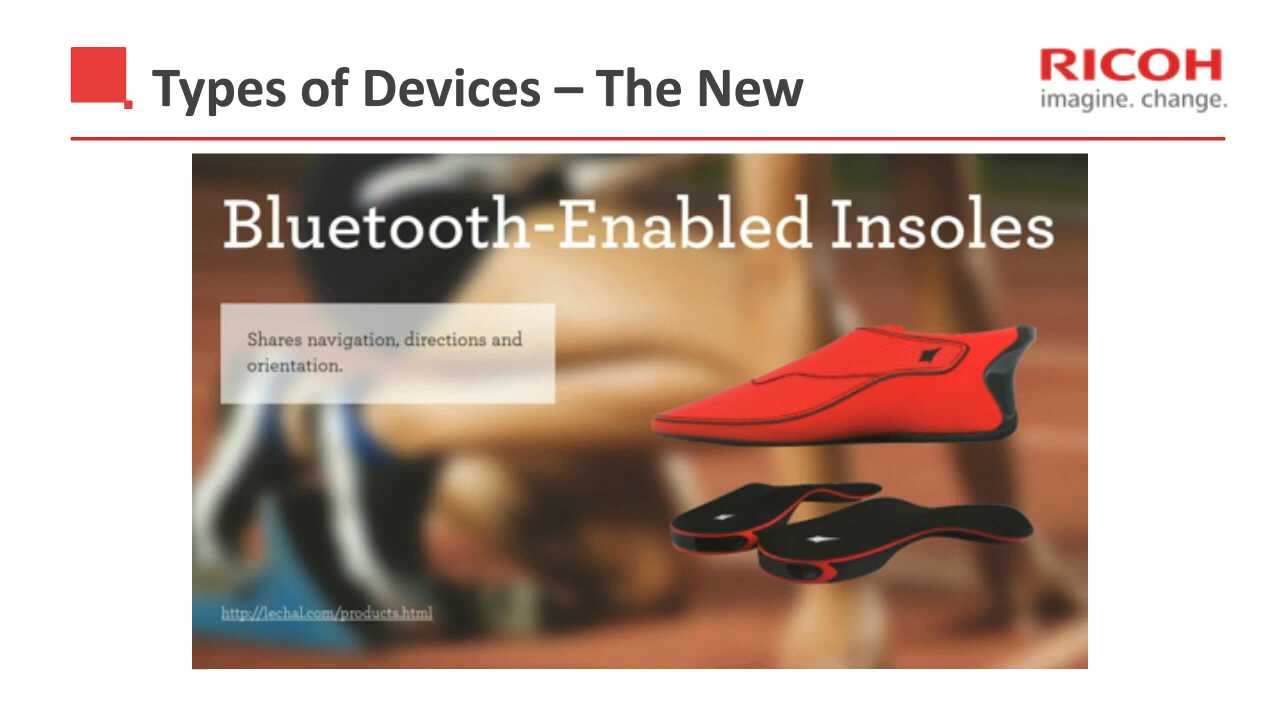 Types of Devices – The New
RICOH
imagine. change.
Bluetooth-Enabled Insoles
Shares navigation, directions and
orientation.
http://lechal.com/products.html